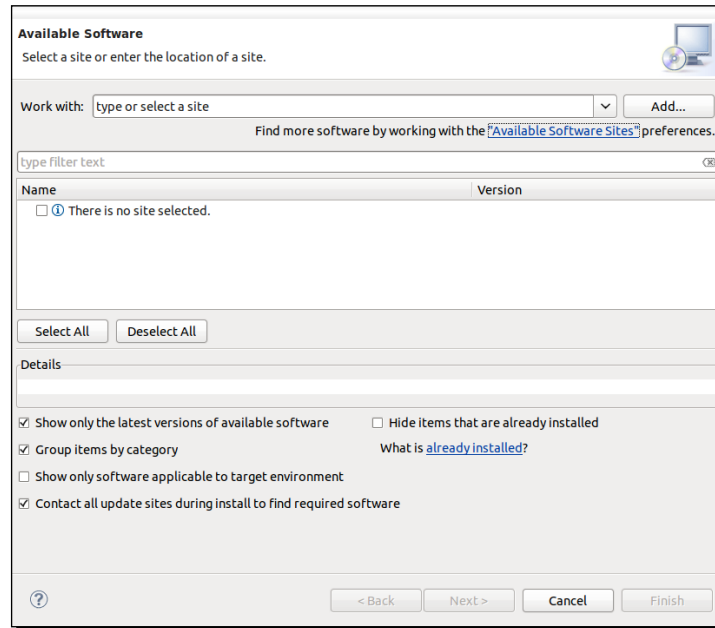 Available Software
Select a site or enter the location of a site.
Work with: type or select a site Add...
Find more software by working with the "Available Software Sites" preferences.
type filter text
Name Version
There is no site selected.
Select All Deselect All
Details
Show only the latest versions of available software Hide items that are already installed
Group items by category What is already installed?
Show only software applicable to target environment
Contact all update sites during install to find required software
? < Back Next > Cancel Finish